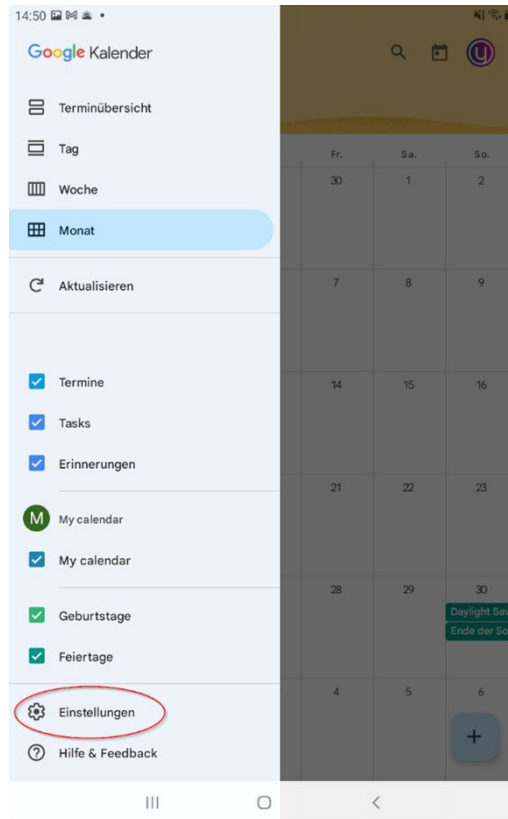 14:50
Google Kalender
Terminübersicht
Tag
Woche
Monat
Aktualisieren
Termine
Tasks
Erinnerungen
M My calendar
My calendar
Geburtstage
Feiertage
Einstellungen
Hilfe & Feedback
Fr. Sa. So.
30 1 2
7 8 9
14 15 16
21 22 23
28 29 30
Daylight Sav
Ende der So
4 5 6